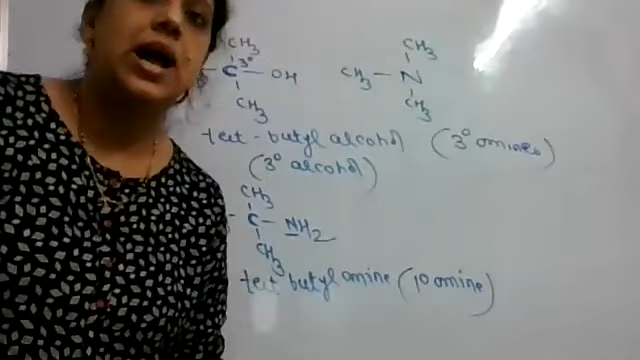 CH3 CH3
C 3° — OH CH3 — N
CH3 CH3
tert-butyl alcohol (3° amines)
(3° alcohol)
CH3
- C — NH2
CH3
tert butyl amine (1° amine)